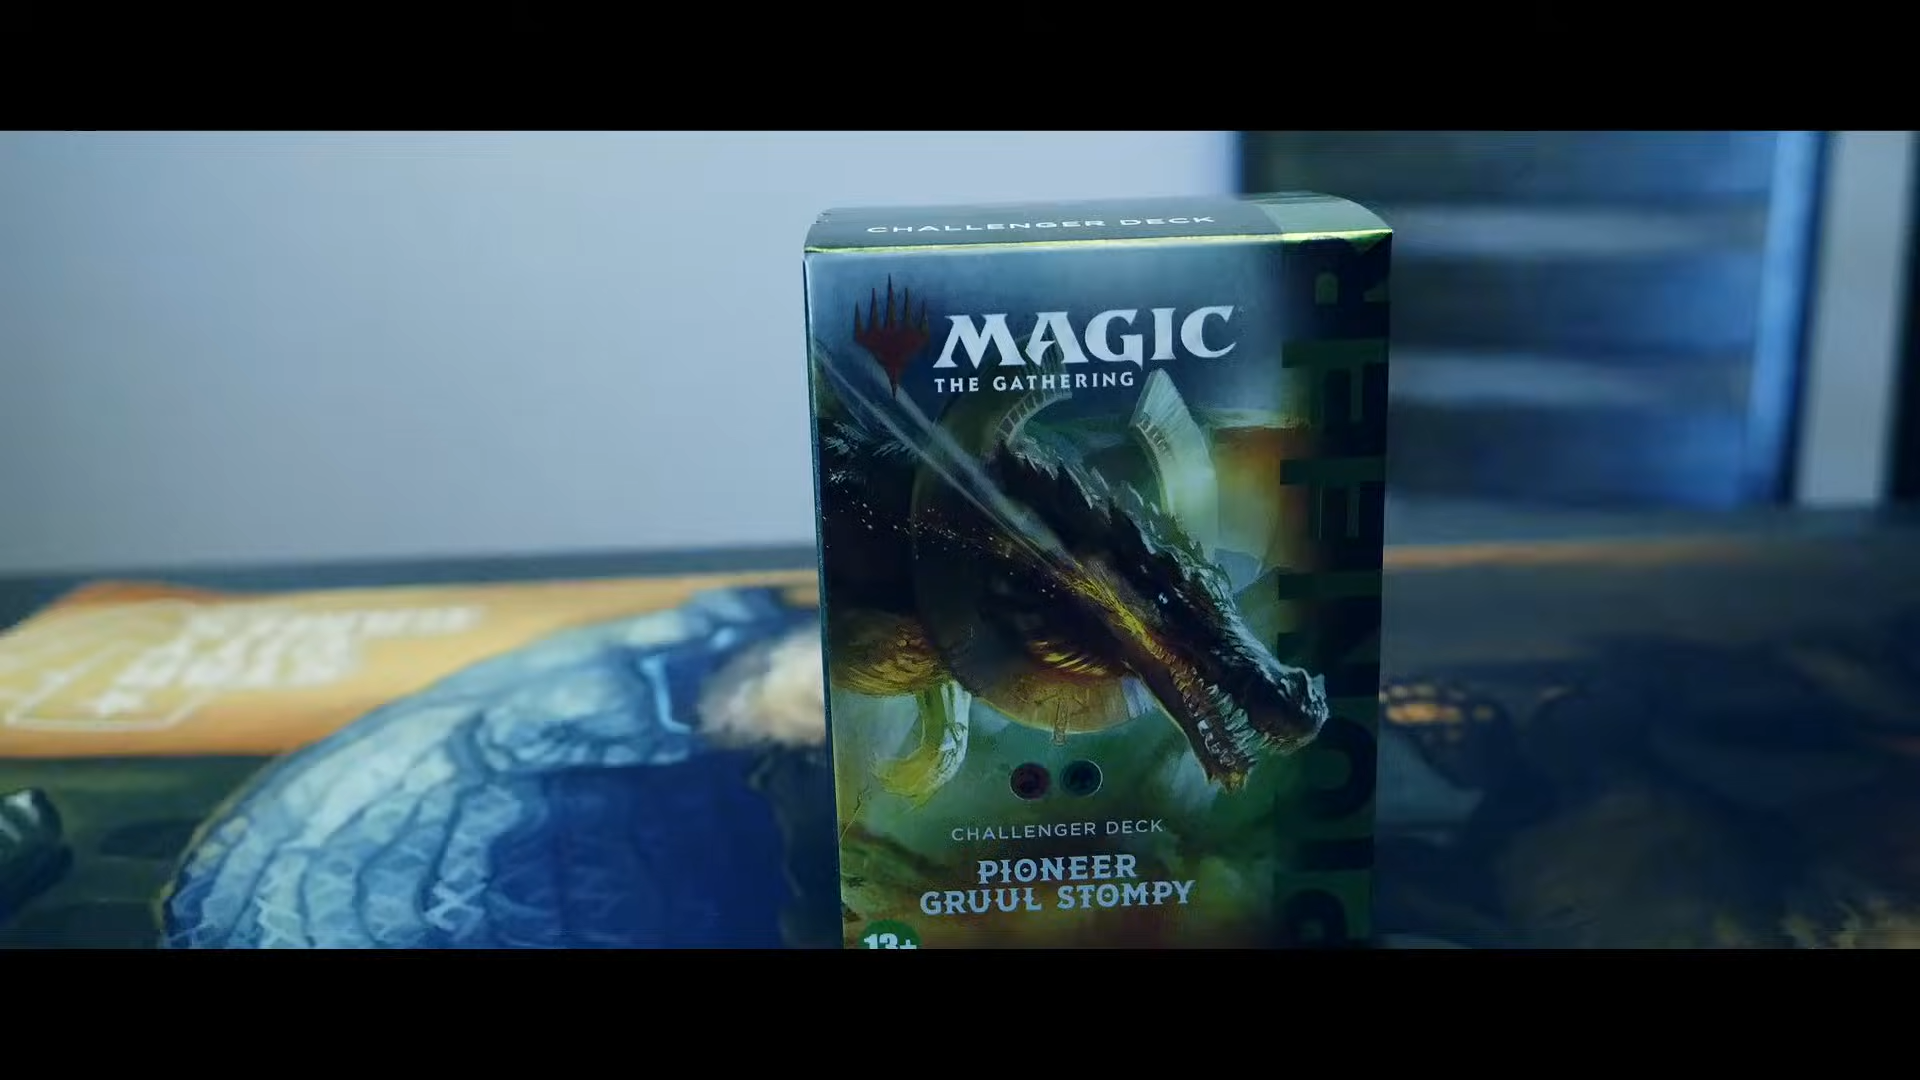 CHALLENGER DECK
MAGIC
THE GATHERING
PIONEER
CHALLENGER DECK
PIONEER
GRUUL STOMPY
13+